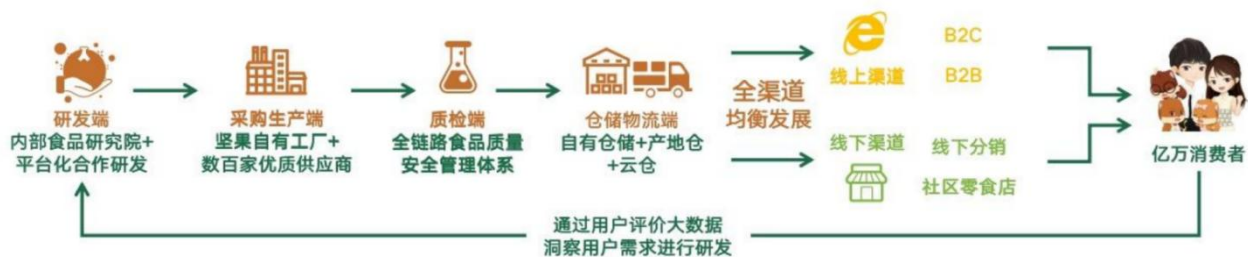 研发端
内部食品研究院+
平台化合作研发
采购生产端
坚果自有工厂+
数百家优质供应商
质检端
全链路食品质量
安全管理体系
仓储物流端
自有仓储+产地仓
+云仓
全渠道
均衡发展
线上渠道
B2C
B2B
线下渠道
线下分销
社区零食店
亿万消费者
通过用户评价大数据
洞察用户需求进行研发